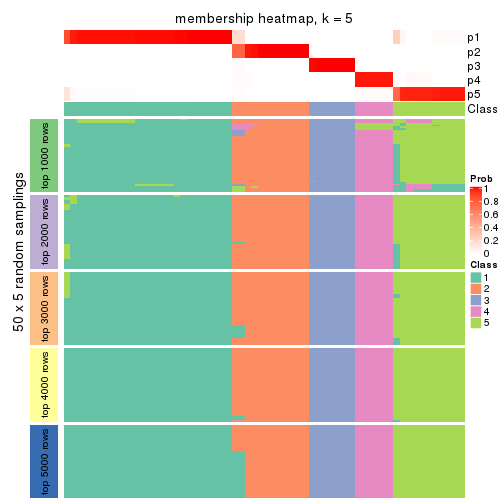 membership heatmap, k = 5
p1
p2
p3
p4
p5
Class
50 x 5 random samplings
top 1000 rows
top 2000 rows
top 3000 rows
top 4000 rows
top 5000 rows
Prob
1
0.8
0.6
0.4
0.2
0
Class
1
2
3
4
5